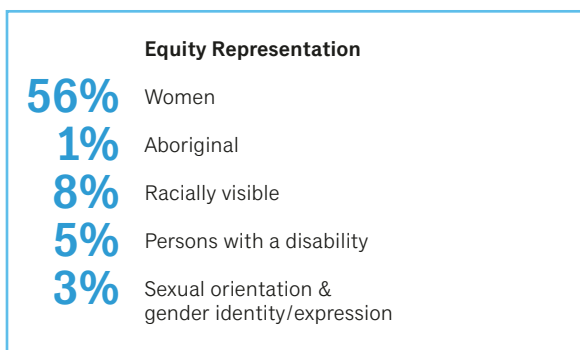 Equity Representation
56% Women
1% Aboriginal
8% Racially visible
5% Persons with a disability
3% Sexual orientation &
gender identity/expression